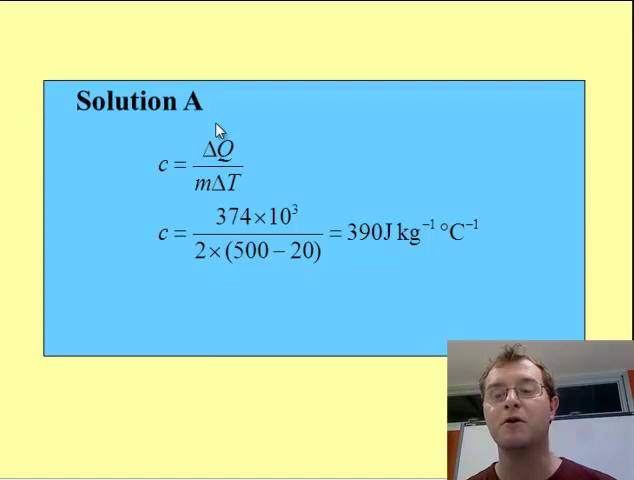 Solution A
c = ΔQ / mΔT
c = 374×10³ / 2×(500 − 20) = 390J kg⁻¹ °C⁻¹